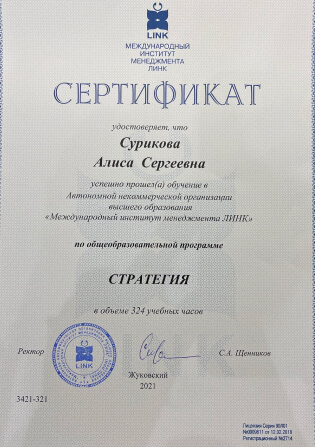 LINK
МЕЖДУНАРОДНЫЙ
ИНСТИТУТ
МЕНЕДЖМЕНТА
ЛИНК
СЕРТИФИКАТ
удостоверяет, что
Сурикова
Алиса Сергеевна
успешно прошел(а) обучение в
Автономной некоммерческой организации
высшего образования
«Международный институт менеджмента ЛИНК»
по общеобразовательной программе
СТРАТЕГИЯ
в объеме 324 учебных часов
LINK
Ректор
С.А. Щенников
Жуковский
2021
3421-321
Лицензия Серия 90Л01
от 12.02.2018
Регистрационный №2714